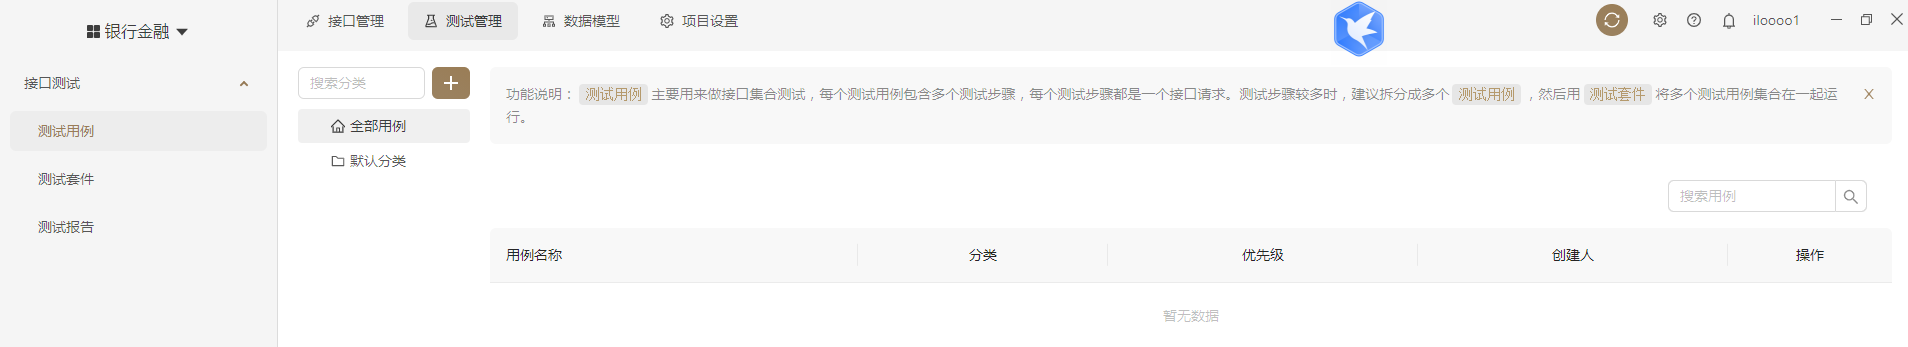 银行金融
接口管理 测试管理 数据模型 项目设置
iloooo1
接口测试
测试用例
测试套件
测试报告
搜索分类
全部用例
默认分类
功能说明： 测试用例 主要用来做接口集合测试，每个测试用例包含多个测试步骤，每个测试步骤都是一个接口请求。测试步骤较多时，建议拆分成多个 测试用例 ，然后用 测试套件 将多个测试用例集合在一起运
行。
搜索用例
用例名称 分类 优先级 创建人 操作
暂无数据